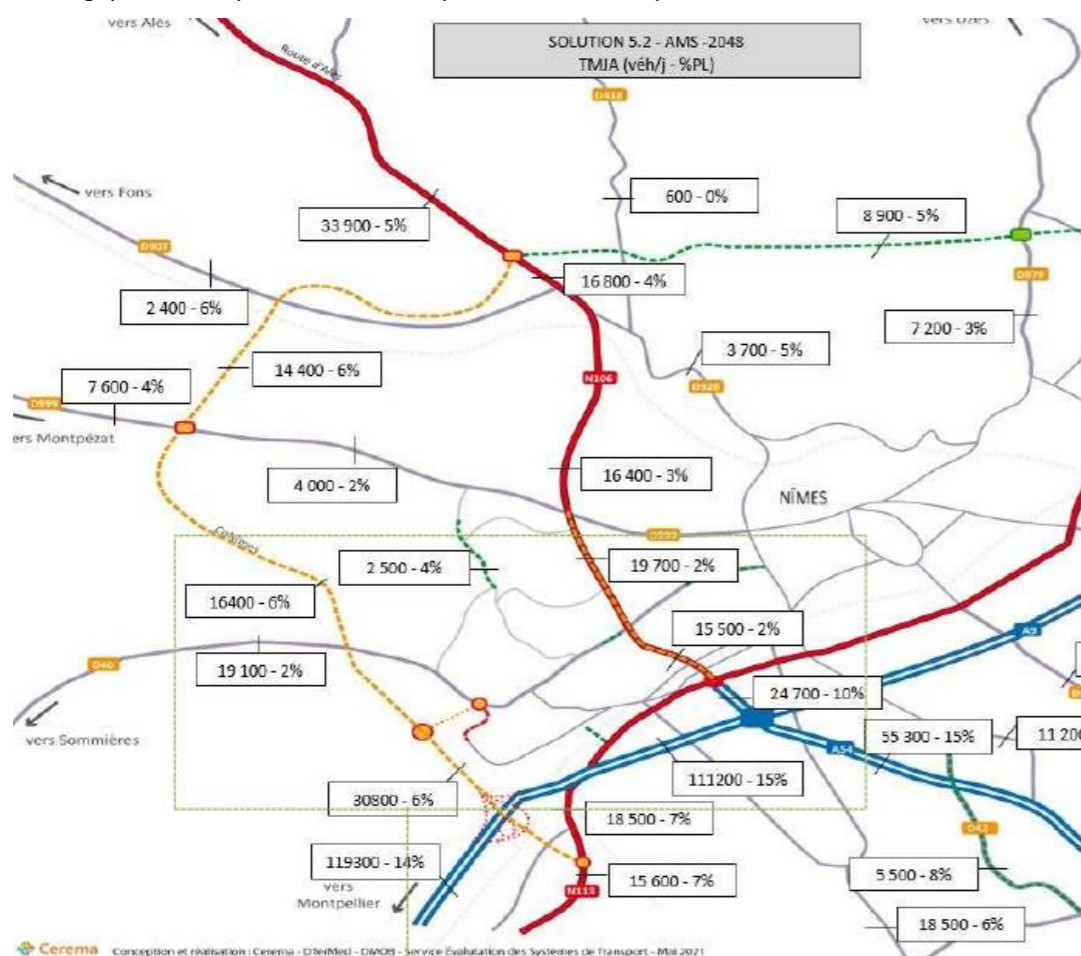 vers Alès
vers Uzès
SOLUTION 5.2 - AMS -2048
TMJA (véh/j - %PL)
Route d'Alès
D418
vers Fons
600 - 0%
33 900 - 5%
8 900 - 5%
D907
16 800 - 4%
D979
2 400 - 6%
7 200 - 3%
3 700 - 5%
14 400 - 6%
7 600 - 4%
N106
D926
D999
ers Montpézat
16 400 - 3%
4 000 - 2%
NÎMES
D999
2 500 - 4%
19 700 - 2%
16400 - 6%
15 500 - 2%
A9
19 100 - 2%
D40
24 700 - 10%
vers Sommières
A54
55 300 - 15%
11 200
111200 - 15%
30800 - 6%
18 500 - 7%
D42
119300 - 14%
15 600 - 7%
5 500 - 8%
vers
Montpellier
N113
18 500 - 6%
Cerema Conception et réalisation : Cerema - DTerMed - DMOB - Service Évalutation des Systèmes de Transport - Mai 2021